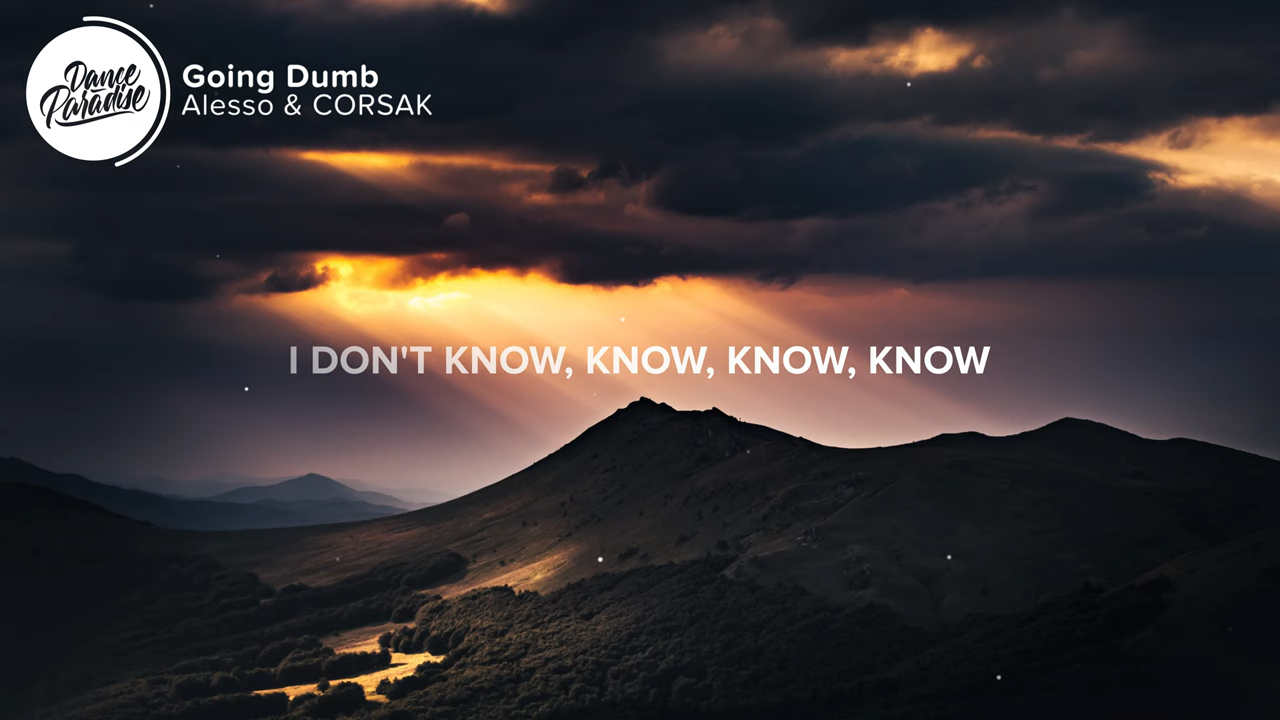 Dance
Paradise
Going Dumb
Alesso & CORSAK
I DON'T KNOW, KNOW, KNOW, KNOW